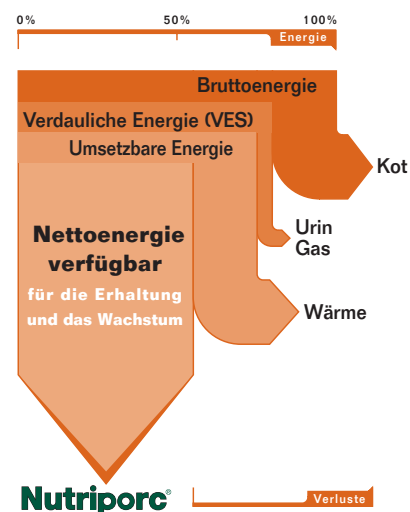 0% 50% 100%
Energie
Bruttoenergie
Verdauliche Energie (VES)
Umsetzbare Energie
Kot
Nettoenergie
verfügbar
für die Erhaltung
und das Wachstum
Urin
Gas
Wärme
Nutriporc®
Verluste